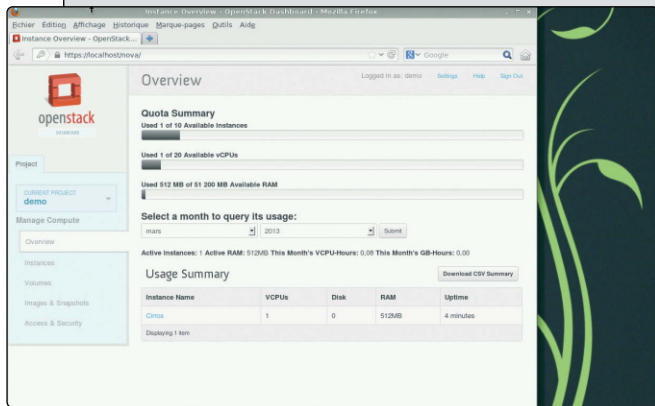 Instance Overview - OpenStack Dashboard - Mozilla Firefox
Fichier Edition Affichage Historique Marque-pages Outils Aide
Instance Overview - OpenStack...
https://localhost/nova/
Google
openstack
DASHBOARD
Project
CURRENT PROJECT
demo
Manage Compute
Overview
Instances
Volumes
Images & Snapshots
Access & Security
Overview
Logged in as: demo Settings Help Sign Out
Quota Summary
Used 1 of 10 Available Instances
Used 1 of 20 Available vCPUs
Used 512 MB of 51 200 MB Available RAM
Select a month to query its usage:
mars 2013 Submit
Active Instances: 1 Active RAM: 512MB This Month's VCPU-Hours: 0,08 This Month's GB-Hours: 0,00
Usage Summary
Download CSV Summary
Instance Name VCPUs Disk RAM Uptime
Cirros 1 0 512MB 4 minutes
Displaying 1 item